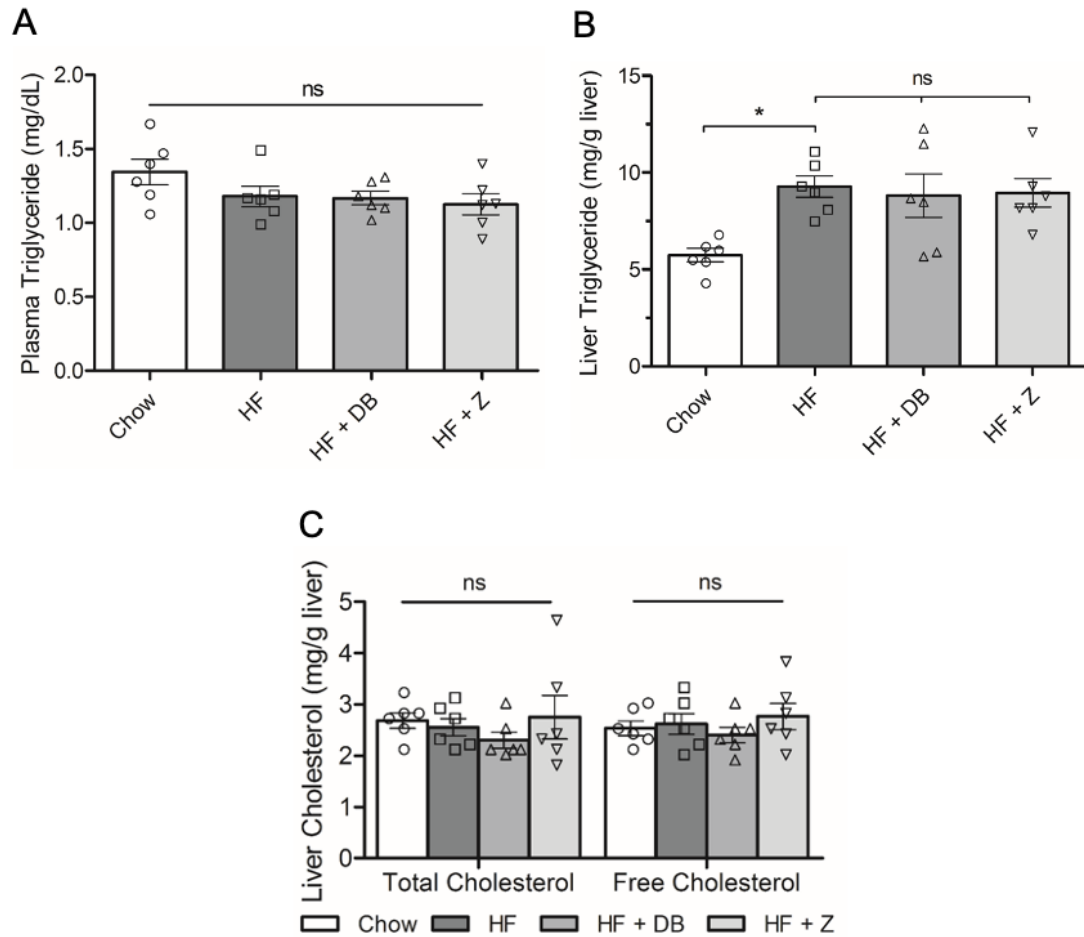 A
Plasma Triglyceride (mg/dL)
2.0
1.5
1.0
0.5
0.0
ns
Chow
HF
HF + DB
HF + Z
B
Liver Triglyceride (mg/g liver)
15
10
5
0
*
ns
Chow
HF
HF + DB
HF + Z
C
Liver Cholesterol (mg/g liver)
5
4
3
2
1
0
ns
ns
Total Cholesterol
Free Cholesterol
Chow
HF
HF + DB
HF + Z